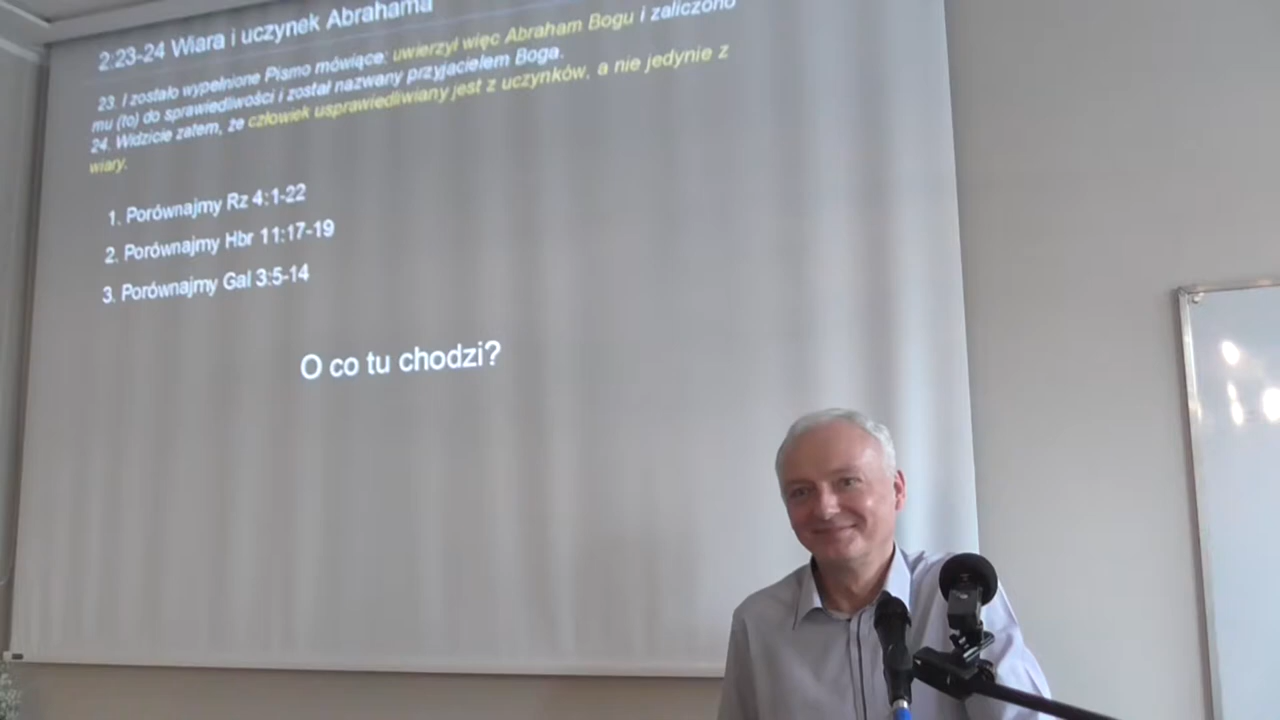 2:23-24 Wiara i uczynek Abrahama
23. I zostało wypełnione Pismo mówiące: uwierzył więc Abraham Bogu i zaliczono
mu (to) do sprawiedliwości i został nazwany przyjacielem Boga.
24. Widzicie zatem, że człowiek usprawiedliwiany jest z uczynków, a nie jedynie z
wiary.
1. Porównajmy Rz 4:1-22
2. Porównajmy Hbr 11:17-19
3. Porównajmy Gal 3:5-14
O co tu chodzi?